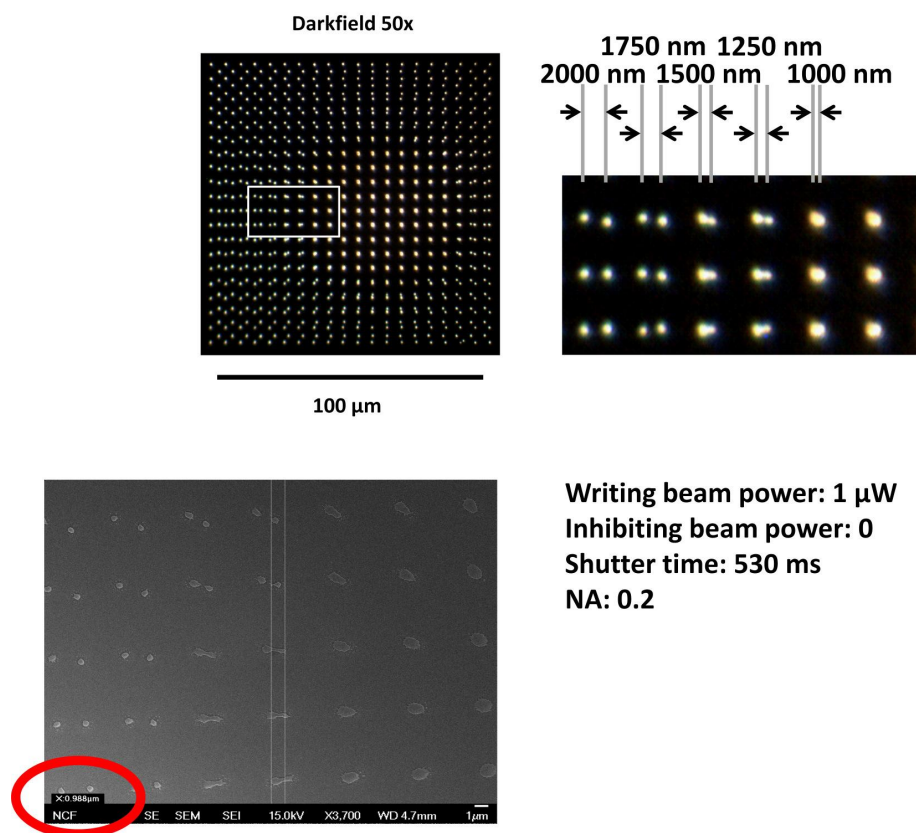 Darkfield 50x
1750 nm 1250 nm
2000 nm 1500 nm 1000 nm
100 µm
Writing beam power: 1 µW
Inhibiting beam power: 0
Shutter time: 530 ms
NA: 0.2
X:0.988µm
NCF SE SEM SEI 15.0kV X3,700 WD 4.7mm 1µm